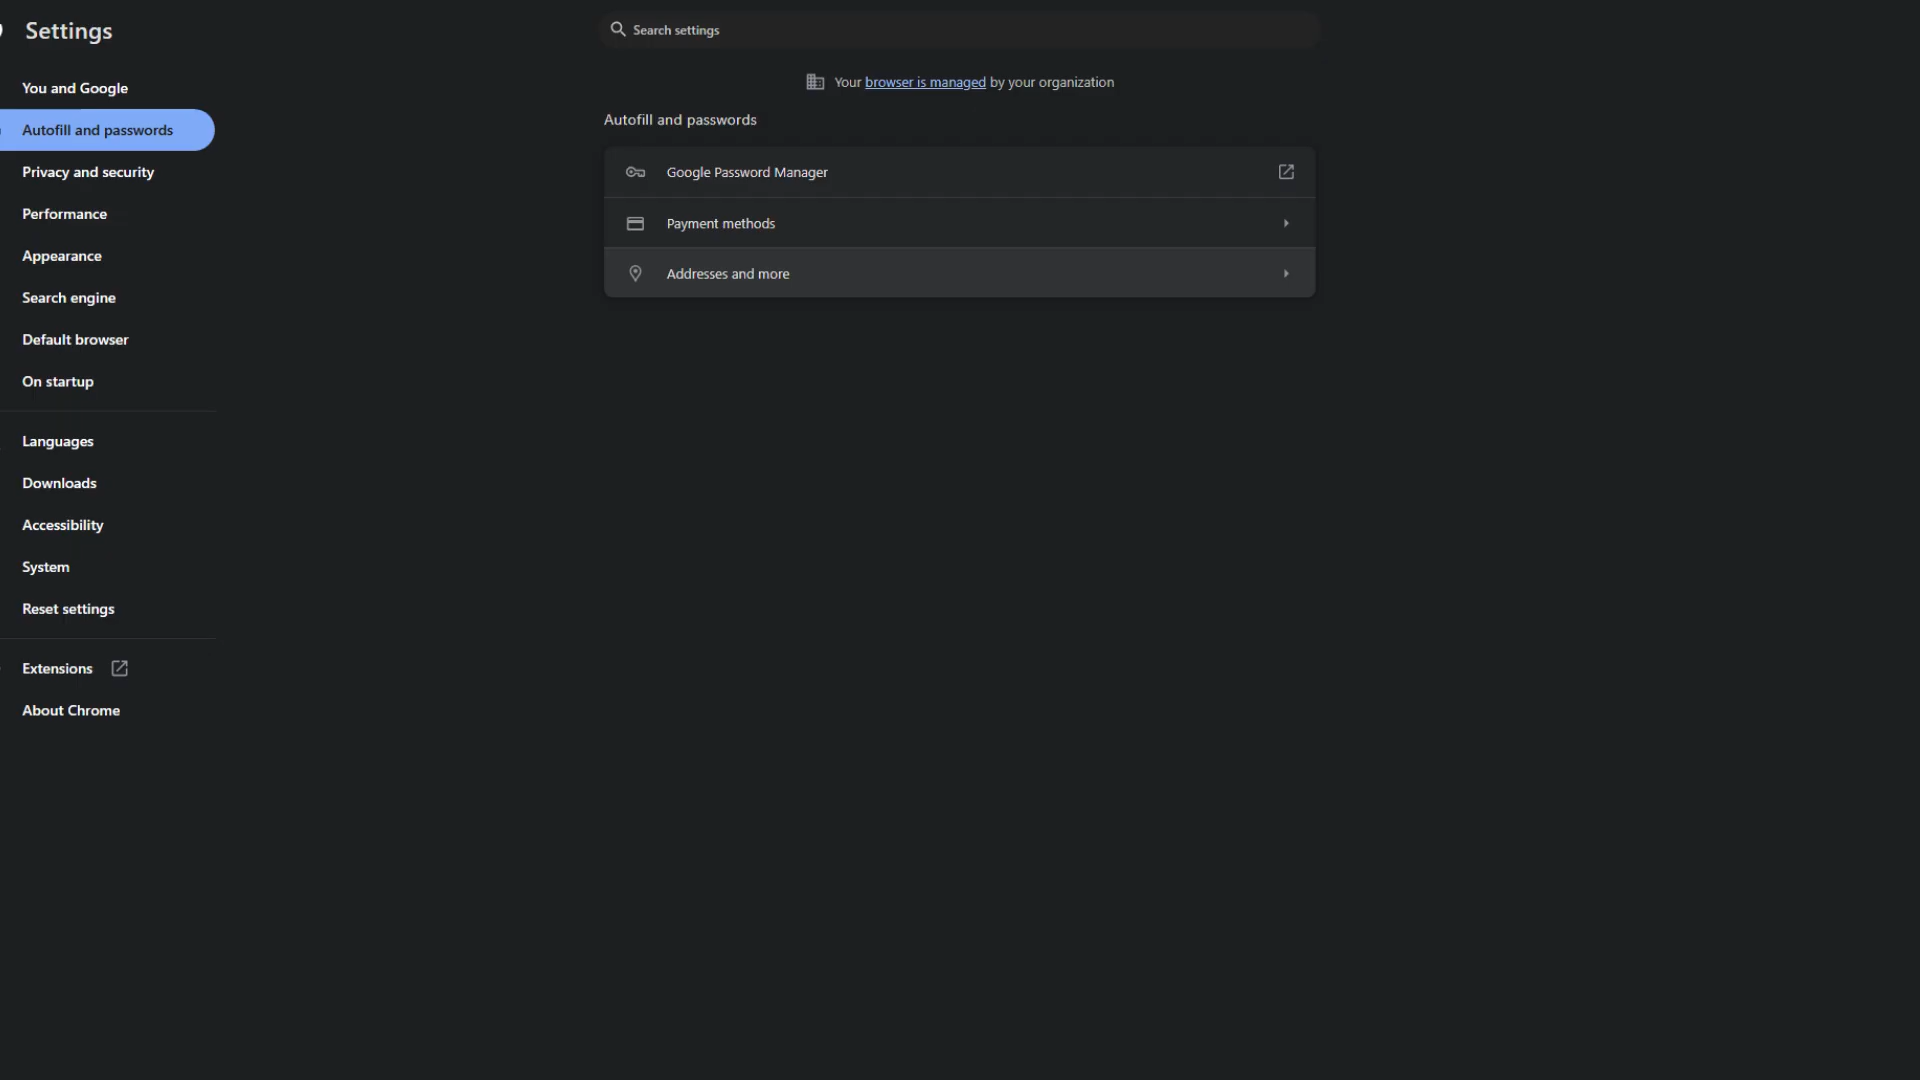 Settings
Search settings
You and Google
Autofill and passwords
Privacy and security
Performance
Appearance
Search engine
Default browser
On startup
Languages
Downloads
Accessibility
System
Reset settings
Extensions
About Chrome
Your browser is managed by your organization
Autofill and passwords
Google Password Manager
Payment methods
Addresses and more